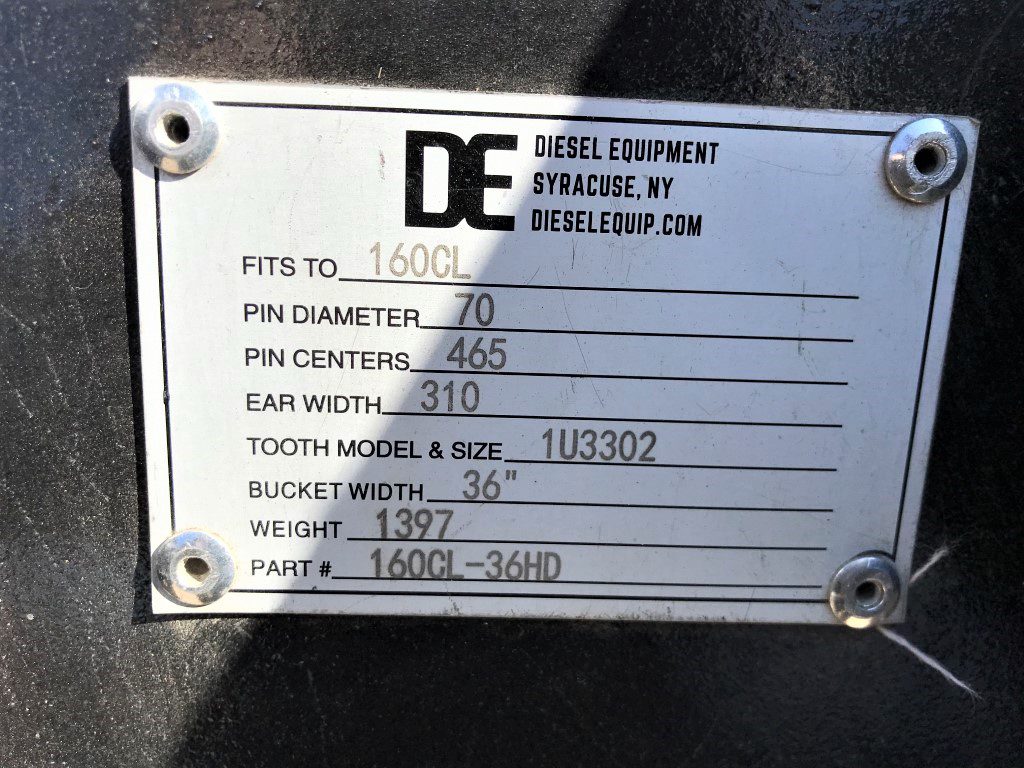 DE
DIESEL EQUIPMENT
SYRACUSE, NY
DIESELEQUIP.COM
FITS TO 160CL
PIN DIAMETER 70
PIN CENTERS 465
EAR WIDTH 310
TOOTH MODEL & SIZE 1U3302
BUCKET WIDTH 36"
WEIGHT 1397
PART # 160CL-36HD